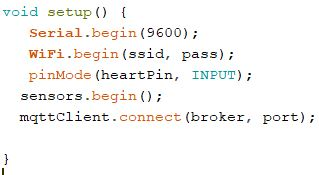 void setup() {
Serial.begin(9600);
WiFi.begin(ssid, pass);
pinMode(heartPin, INPUT);
sensors.begin();
mqttClient.connect(broker, port);
}